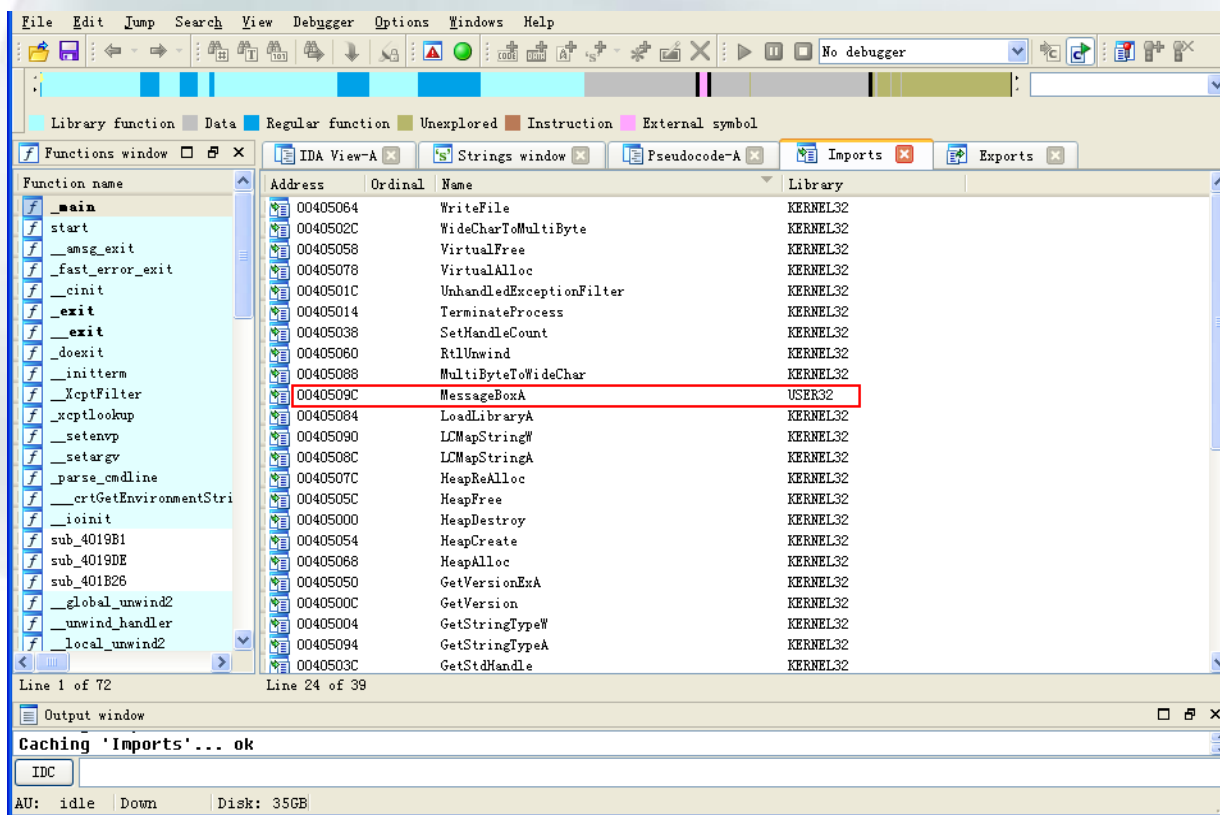 File Edit Jump Search View Debugger Options Windows Help
No debugger
Library function Data Regular function Unexplored Instruction External symbol
Functions window
IDA View-A Strings window Pseudocode-A Imports Exports
Function name
_main
start
__amsg_exit
_fast_error_exit
__cinit
_exit
__exit
_doexit
__initterm
__XcptFilter
_xcptlookup
__setenvp
__setargv
_parse_cmdline
___crtGetEnvironmentStri
__ioinit
sub_4019B1
sub_4019DE
sub_401B26
__global_unwind2
__unwind_handler
__local_unwind2
Line 1 of 72
Address Ordinal Name Library
00405064 WriteFile KERNEL32
0040502C WideCharToMultiByte KERNEL32
00405058 VirtualFree KERNEL32
00405078 VirtualAlloc KERNEL32
0040501C UnhandledExceptionFilter KERNEL32
00405014 TerminateProcess KERNEL32
00405038 SetHandleCount KERNEL32
00405060 RtlUnwind KERNEL32
00405088 MultiByteToWideChar KERNEL32
0040509C MessageBoxA USER32
00405084 LoadLibraryA KERNEL32
00405090 LCMapStringW KERNEL32
0040508C LCMapStringA KERNEL32
0040507C HeapReAlloc KERNEL32
0040505C HeapFree KERNEL32
00405000 HeapDestroy KERNEL32
00405054 HeapCreate KERNEL32
00405068 HeapAlloc KERNEL32
00405050 GetVersionExA KERNEL32
0040500C GetVersion KERNEL32
00405004 GetStringTypeW KERNEL32
00405094 GetStringTypeA KERNEL32
0040503C GetStdHandle KERNEL32
Line 24 of 39
Output window
Caching 'Imports'... ok
IDC
AU: idle Down Disk: 35GB